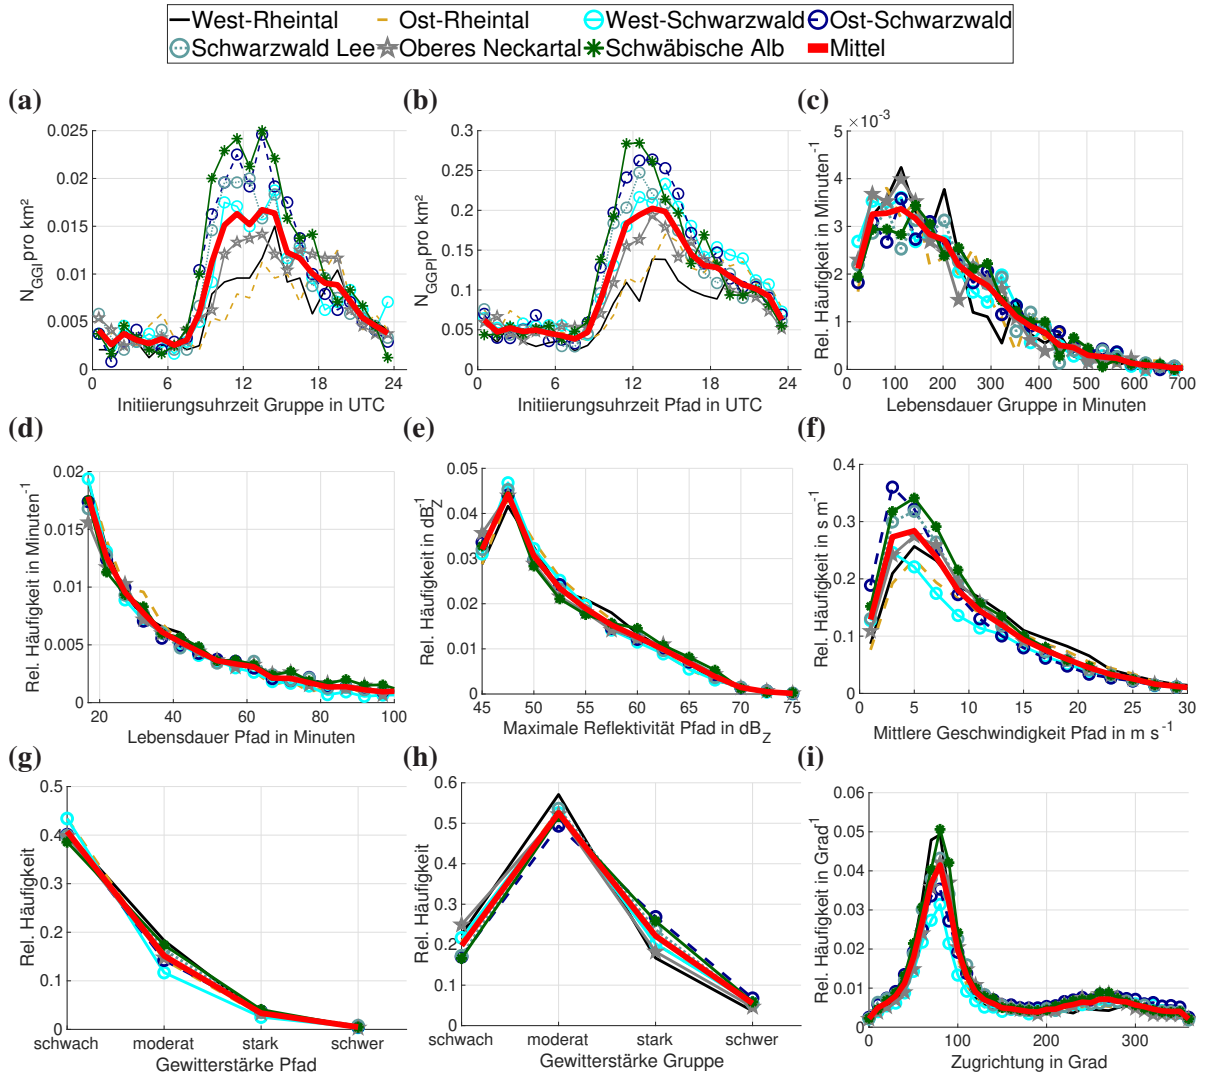 West-Rheintal Ost-Rheintal West-Schwarzwald Ost-Schwarzwald
Schwarzwald Lee Oberes Neckartal Schwäbische Alb Mittel
(a)
N_GGI pro km²
0.025
0.02
0.015
0.01
0.005
0
0 6 12 18 24
Initiierungsuhrzeit Gruppe in UTC
(b)
N_GGPI pro km²
0.3
0.25
0.2
0.15
0.1
0.05
0
0 6 12 18 24
Initiierungsuhrzeit Pfad in UTC
(c)
×10⁻³
Rel. Häufigkeit in Minuten⁻¹
5
4
3
2
1
0
0 100 200 300 400 500 600 700
Lebensdauer Gruppe in Minuten
(d)
Rel. Häufigkeit in Minuten⁻¹
0.02
0.015
0.01
0.005
0
20 40 60 80 100
Lebensdauer Pfad in Minuten
(e)
Rel. Häufigkeit in dB_Z⁻¹
0.05
0.04
0.03
0.02
0.01
0
45 50 55 60 65 70 75
Maximale Reflektivität Pfad in dB_Z
(f)
Rel. Häufigkeit in s m⁻¹
0.4
0.3
0.2
0.1
0
0 5 10 15 20 25 30
Mittlere Geschwindigkeit Pfad in m s⁻¹
(g)
Rel. Häufigkeit
0.5
0.4
0.3
0.2
0.1
0
schwach moderat stark schwer
Gewitterstärke Pfad
(h)
Rel. Häufigkeit
0.6
0.5
0.4
0.3
0.2
0.1
0
schwach moderat stark schwer
Gewitterstärke Gruppe
(i)
Rel. Häufigkeit in Grad⁻¹
0.06
0.05
0.04
0.03
0.02
0.01
0
0 100 200 300
Zugrichtung in Grad